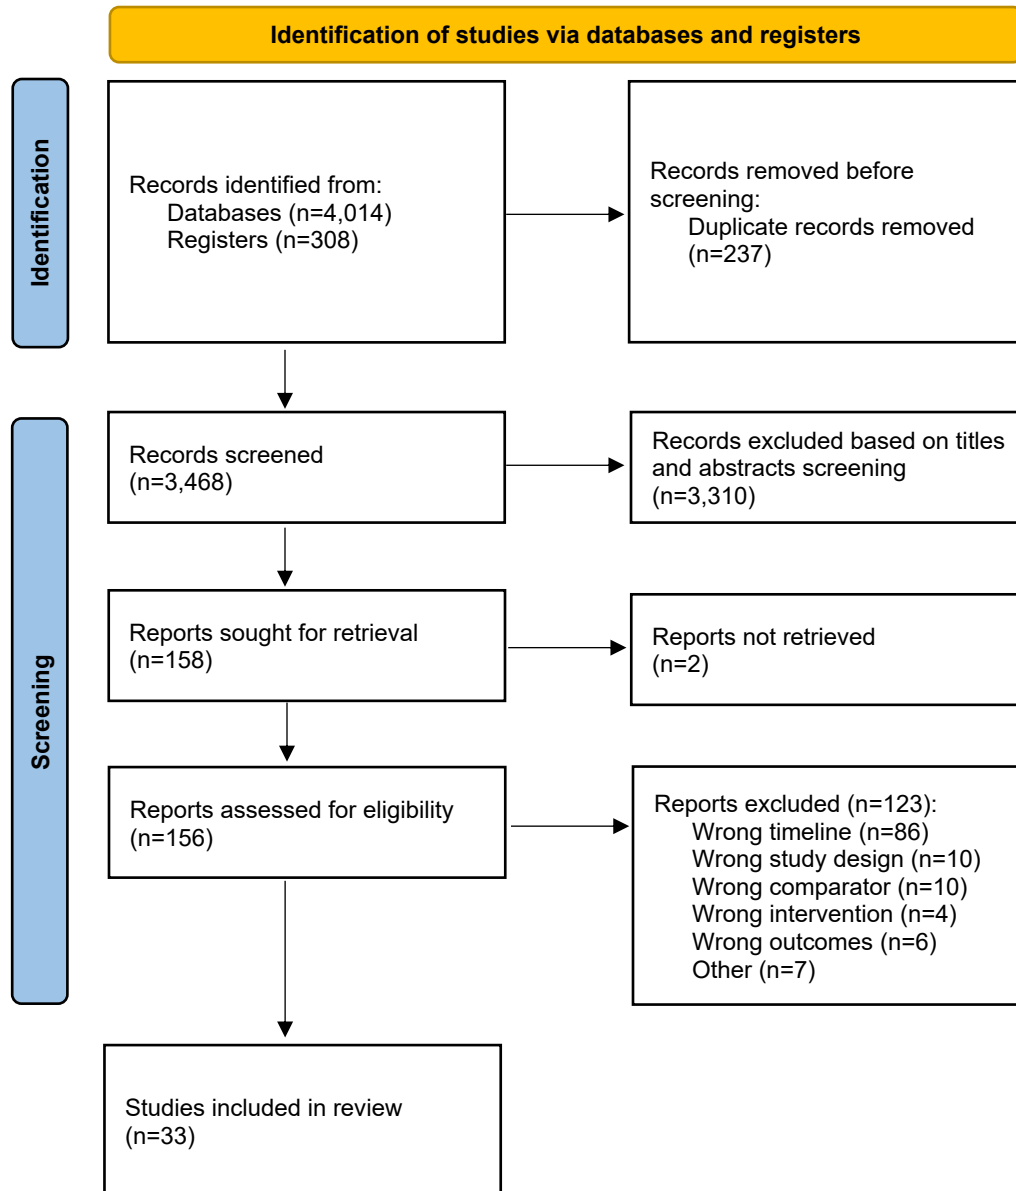 Identification of studies via databases and registers
Identification
Records identified from:
Databases (n=4,014)
Registers (n=308)
Records removed before
screening:
Duplicate records removed
(n=237)
Screening
Records screened
(n=3,468)
Records excluded based on titles
and abstracts screening
(n=3,310)
Reports sought for retrieval
(n=158)
Reports not retrieved
(n=2)
Reports assessed for eligibility
(n=156)
Reports excluded (n=123):
Wrong timeline (n=86)
Wrong study design (n=10)
Wrong comparator (n=10)
Wrong intervention (n=4)
Wrong outcomes (n=6)
Other (n=7)
Studies included in review
(n=33)